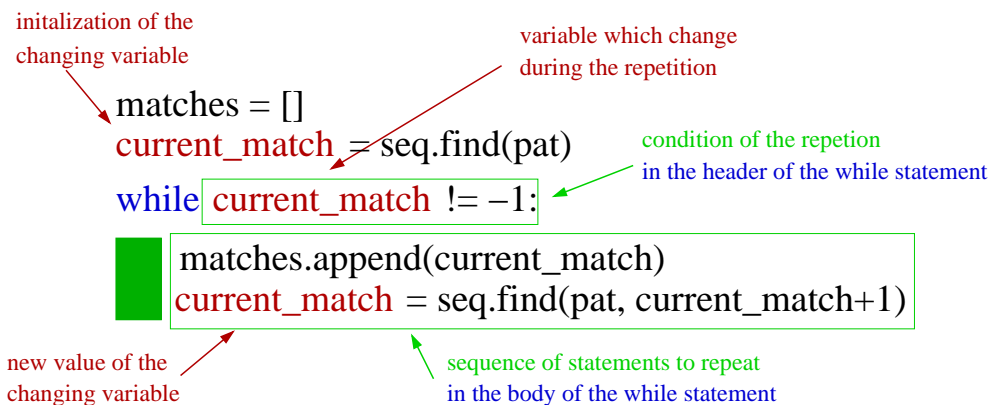 initalization of the
changing variable
variable which change
during the repetition
matches = []
current_match = seq.find(pat)
condition of the repetion
in the header of the while statement
while current_match != −1:
matches.append(current_match)
current_match = seq.find(pat, current_match+1)
new value of the
changing variable
sequence of statements to repeat
in the body of the while statement